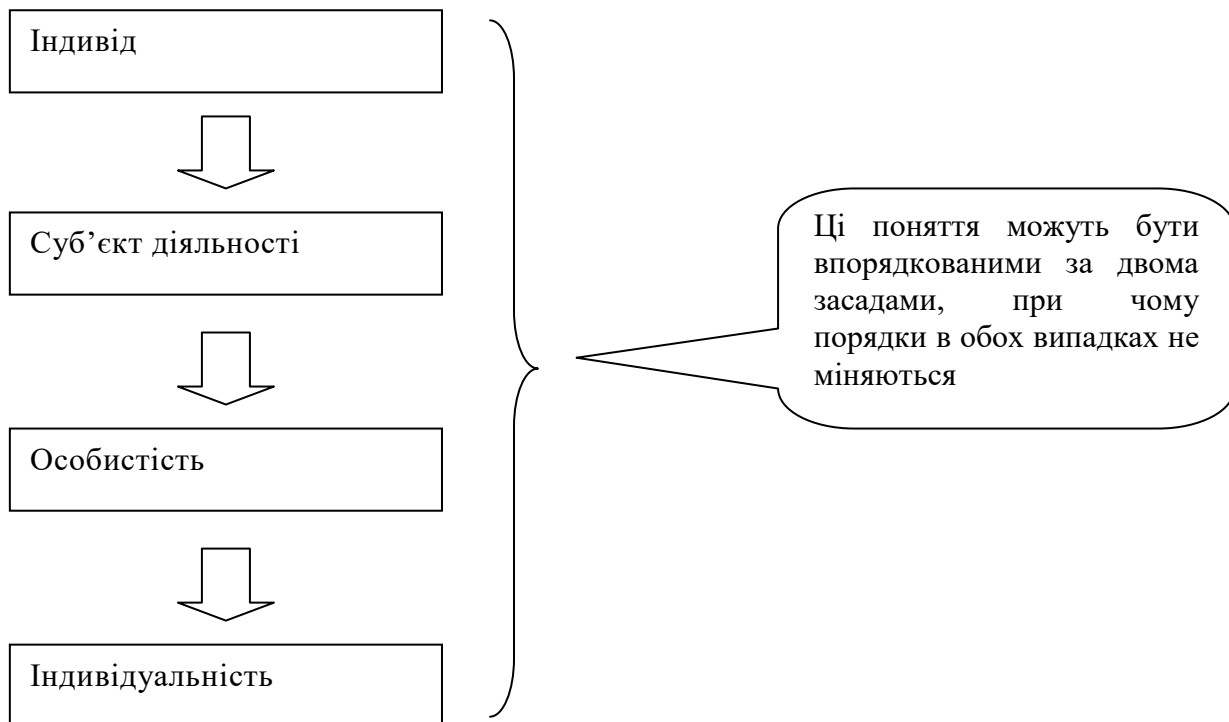 Індивід
Суб’єкт діяльності
Особистість
Індивідуальність
Ці поняття можуть бути
впорядкованими за двома
засадами, при чому
порядки в обох випадках не
міняються